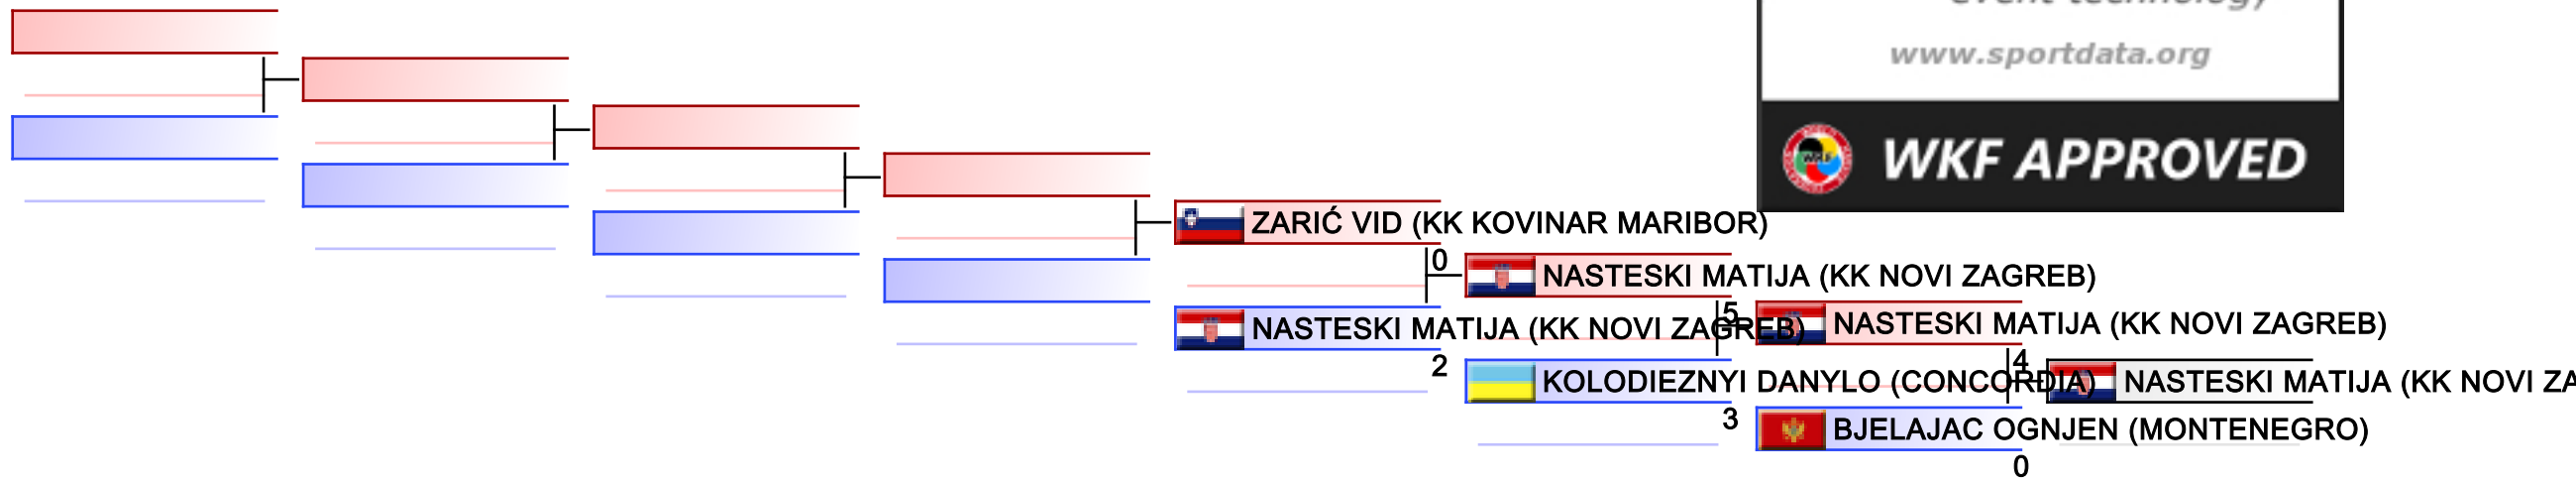 event technology
www.sportdata.org
WKF APPROVED
ZARIĆ VID (KK KOVINAR MARIBOR)
0
NASTESKI MATIJA (KK NOVI ZAGREB)
5
NASTESKI MATIJA (KK NOVI ZAGREB)
NASTESKI MATIJA (KK NOVI ZAGREB)
2
4
KOLODIEZNYI DANYLO (CONCORDIA)
NASTESKI MATIJA (KK NOVI ZA
3
BJELAJAC OGNJEN (MONTENEGRO)
0